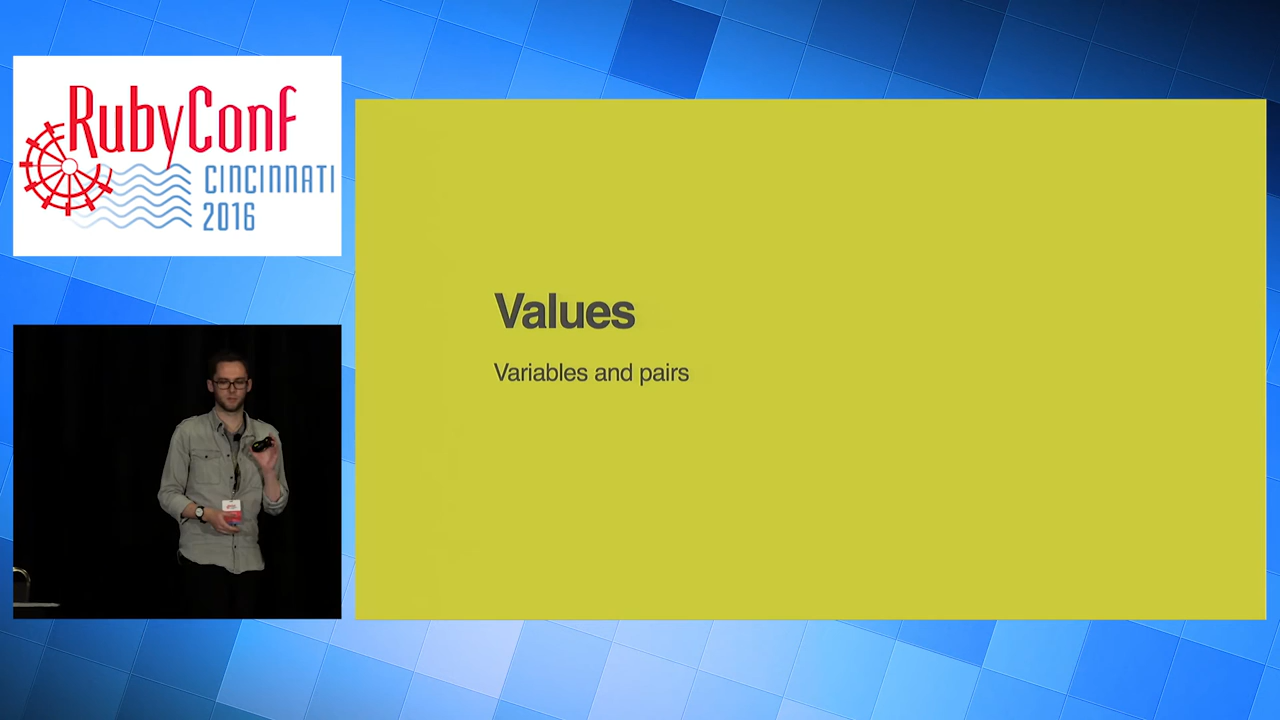 RubyConf
CINCINNATI
2016
Values
Variables and pairs